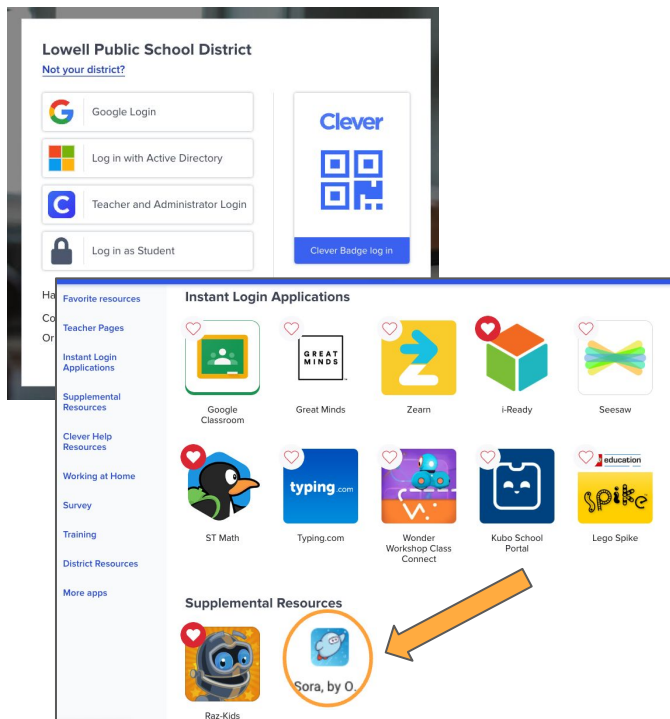 Lowell Public School District
Not your district?
Google Login
Log in with Active Directory
C
Teacher and Administrator Login
Log in as Student
Clever
Clever Badge log in
Ha
Co
Or
Favorite resources
Teacher Pages
Instant Login
Applications
Supplemental
Resources
Clever Help
Resources
Working at Home
Survey
Training
District Resources
More apps
Instant Login Applications
GREAT
MINDS
education
Google
Classroom
Great Minds
Zearn
i-Ready
Seesaw
typing.com
spike
ST Math
Typing.com
Wonder
Workshop Class
Connect
Kubo School
Portal
Lego Spike
Supplemental Resources
Raz-Kids
Sora, by O..